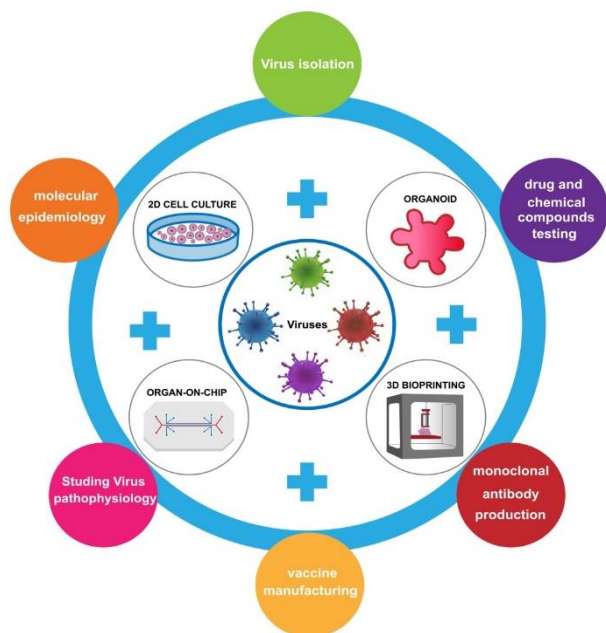 Virus isolation
molecular
epidemiology
drug and
chemical
compounds
testing
2D CELL CULTURE
ORGANOID
Viruses
ORGAN-ON-CHIP
3D BIOPRINTING
Studing Virus
pathophysiology
monoclonal
antibody
production
vaccine
manufacturing